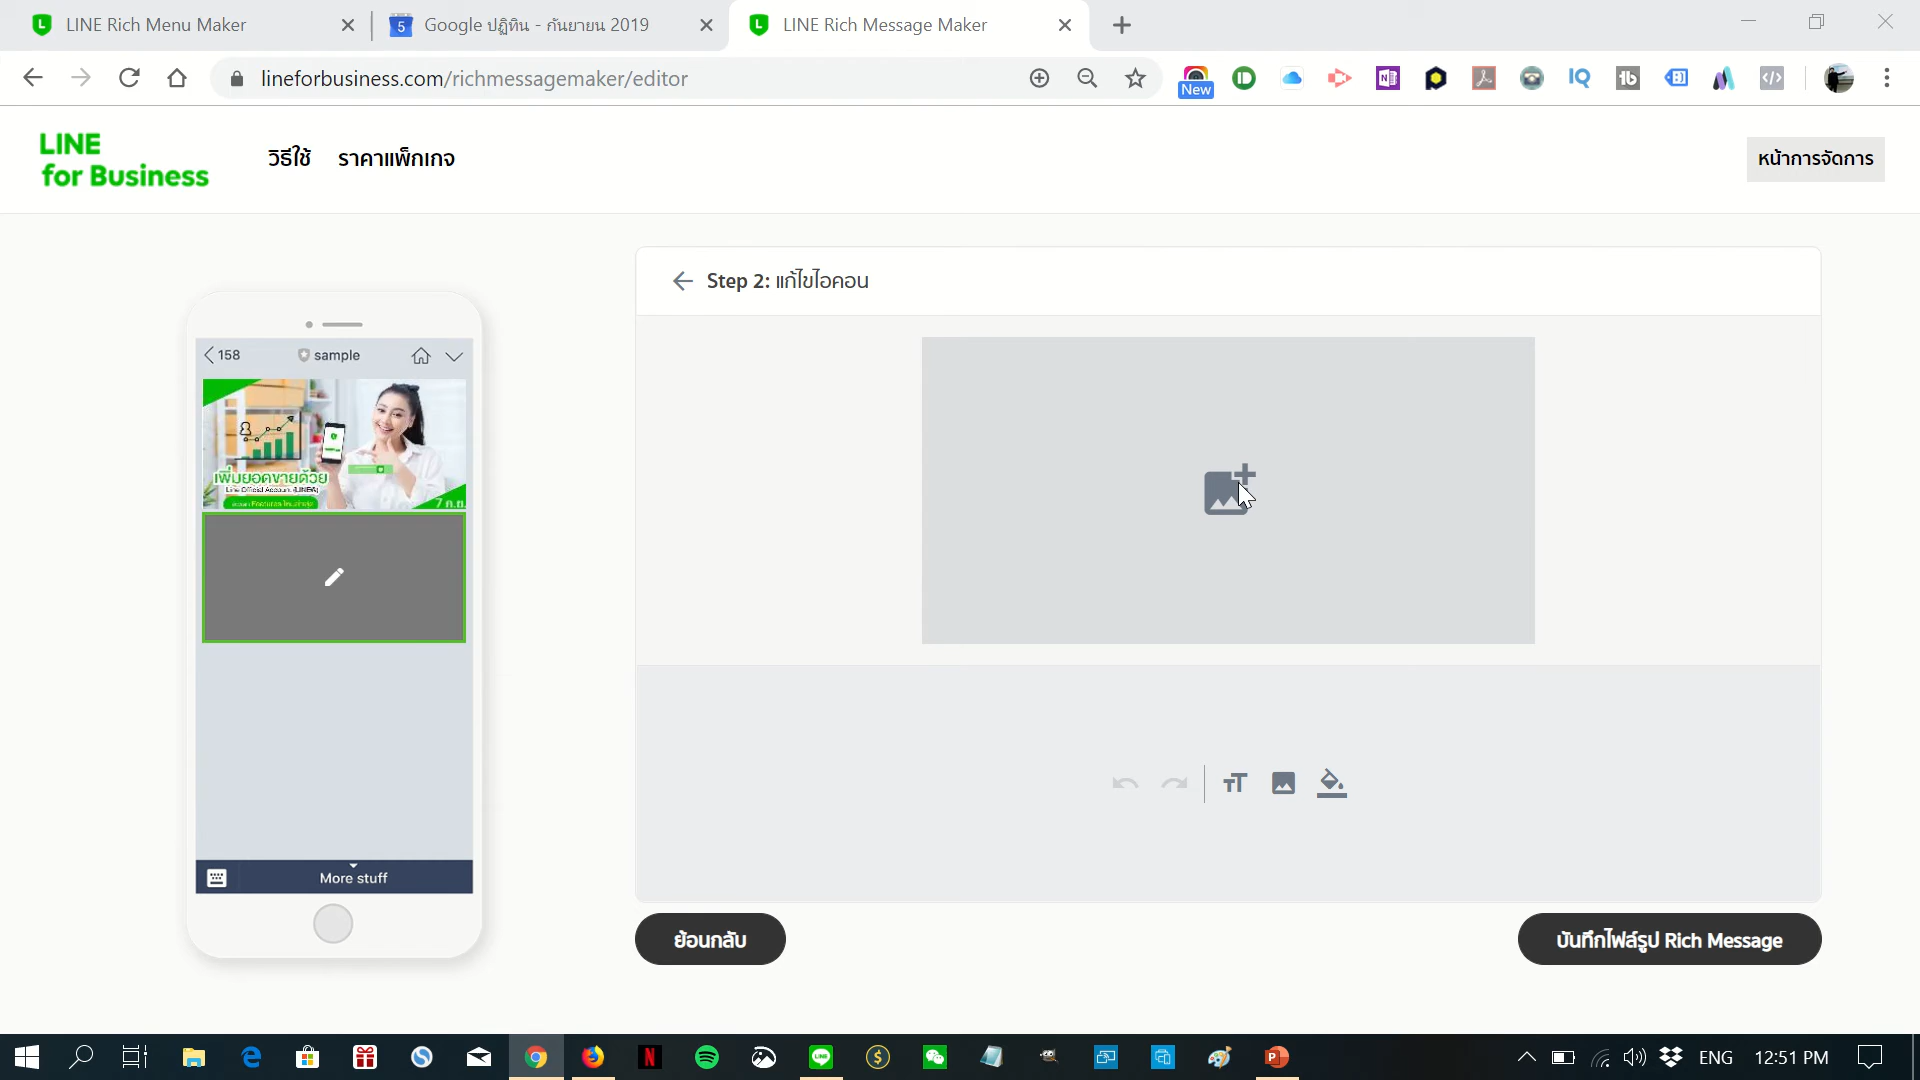 LINE Rich Menu Maker
5
Google ปฏิทิน - กันยายน 2019
LINE Rich Message Maker
lineforbusiness.com/richmessagemaker/editor
New
LINE
for Business
วิธีใช้
ราคาแพ็กเกจ
หน้าการจัดการ
Step 2: แก้ไขไอคอน
158
sample
เพิ่มยอดขายด้วย
Line Official Account (LINE@)
7 ก.ย.
More stuff
ย้อนกลับ
บันทึกไฟล์รูป Rich Message
ENG
12:51 PM